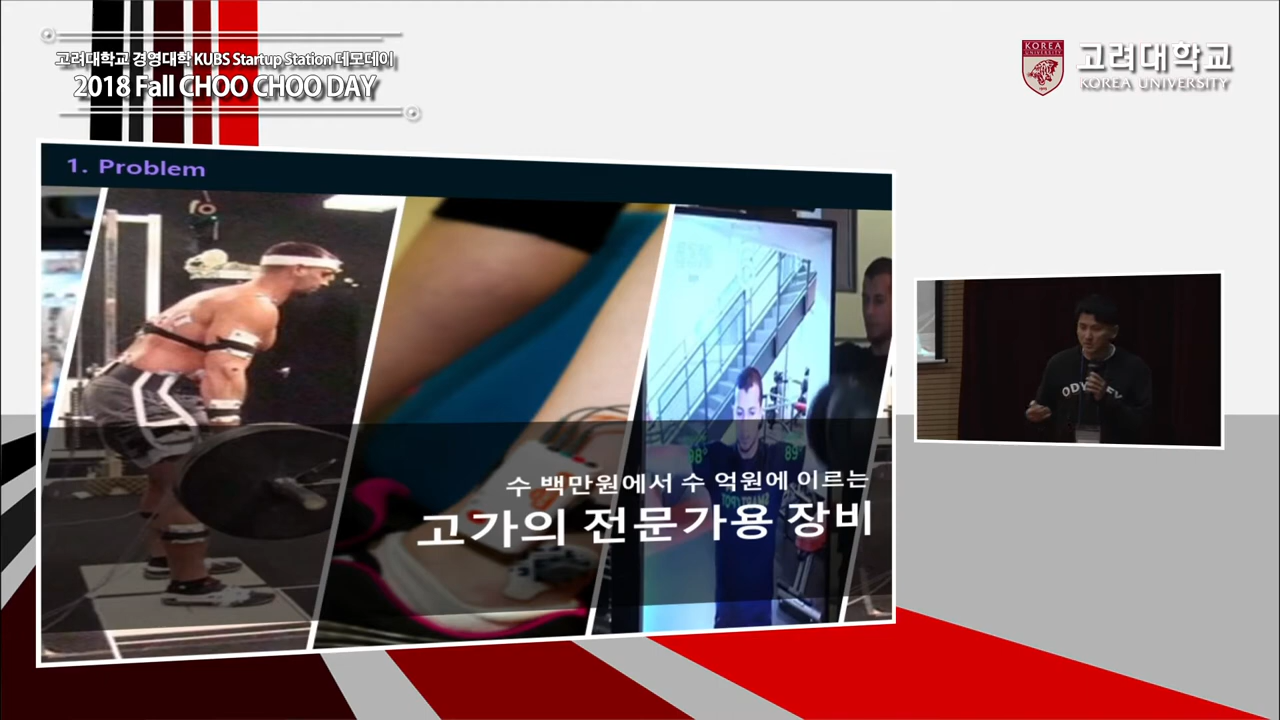 고려대학교 경영대학 KUBS Startup Station 데모데이
2018 Fall CHOO CHOO DAY
KOREA
UNIVERSITY
고려대학교
KOREA UNIVERSITY
1. Problem
수 백만원에서 수 억원에 이르는
고가의 전문가용 장비